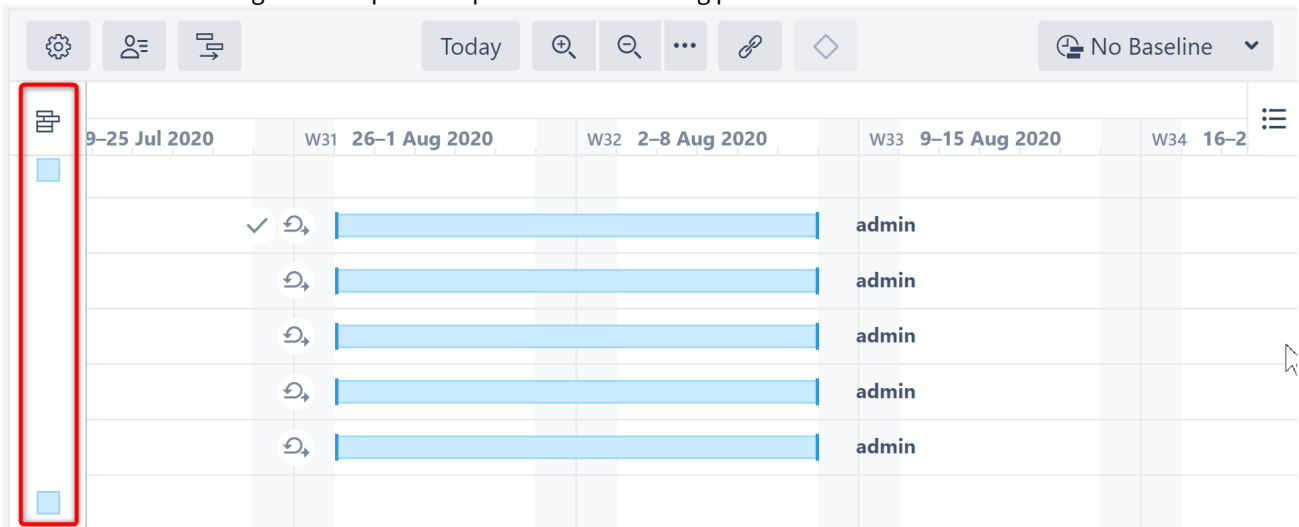 Today
No Baseline
9–25 Jul 2020 W31 26–1 Aug 2020 W32 2–8 Aug 2020 W33 9–15 Aug 2020 W34 16–2
admin
admin
admin
admin
admin